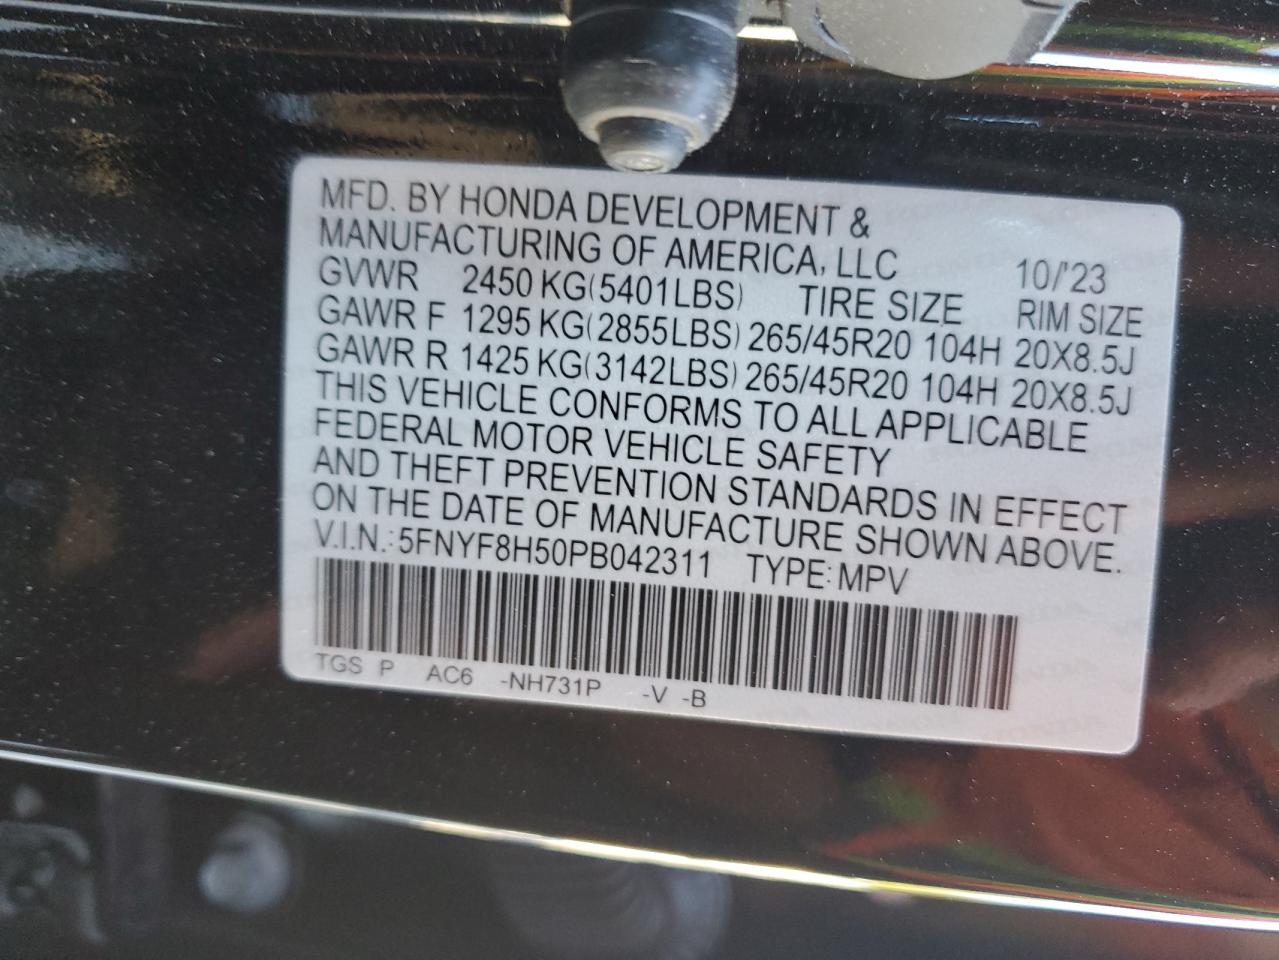 MFD. BY HONDA DEVELOPMENT &
MANUFACTURING OF AMERICA, LLC 10/'23
GVWR 2450 KG(5401LBS) TIRE SIZE RIM SIZE
GAWR F 1295 KG(2855LBS) 265/45R20 104H 20X8.5J
GAWR R 1425 KG(3142LBS) 265/45R20 104H 20X8.5J
THIS VEHICLE CONFORMS TO ALL APPLICABLE
FEDERAL MOTOR VEHICLE SAFETY
AND THEFT PREVENTION STANDARDS IN EFFECT
ON THE DATE OF MANUFACTURE SHOWN ABOVE.
V.I.N.:5FNYF8H50PB042311 TYPE:MPV
TGS P AC6 -NH731P -V -B